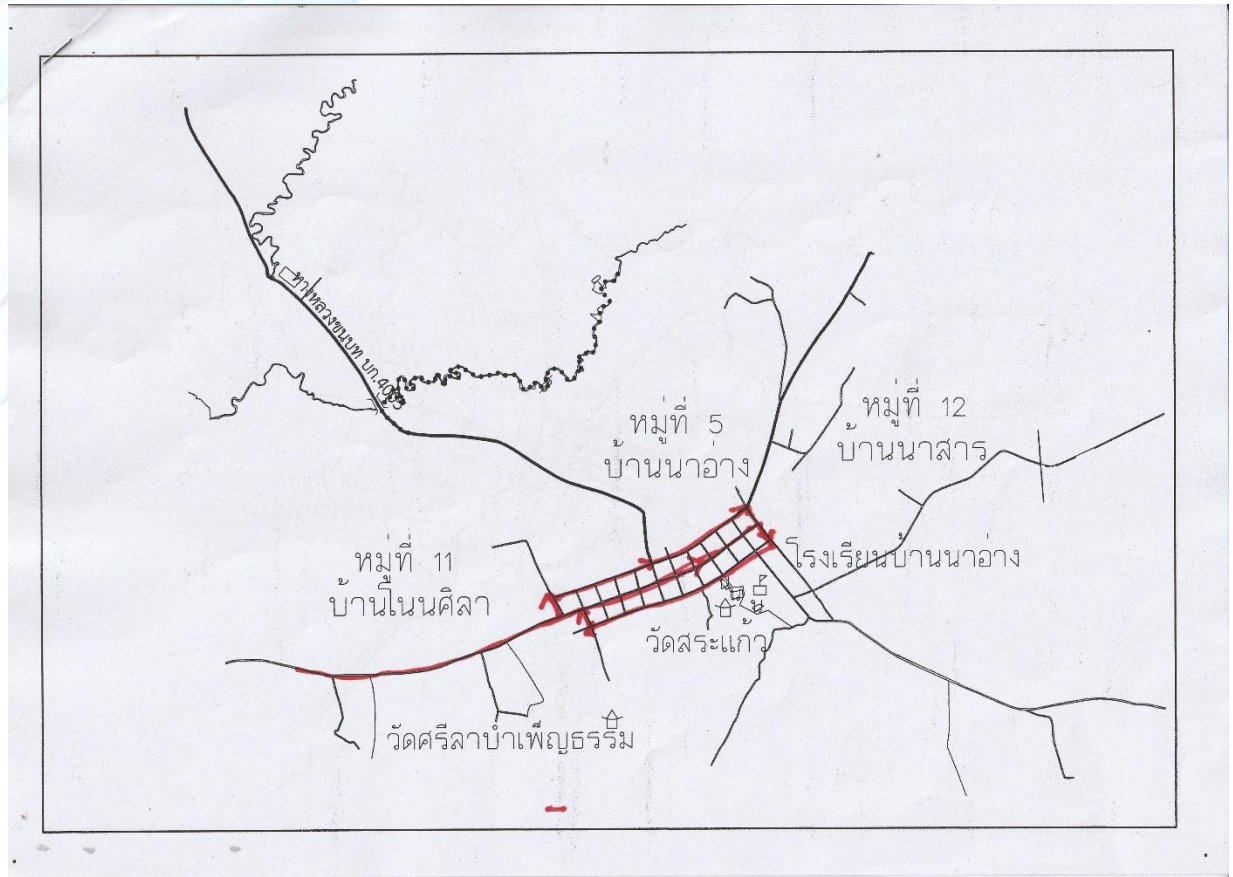 ทางหลวงชนบท บก.4095
หมู่ที่ 5
บ้านนาอ่าง
หมู่ที่ 12
บ้านนาสาร
หมู่ที่ 11
บ้านโนนศิลา
โรงเรียนบ้านนาอ่าง
วัดสระแก้ว
วัดศรีลาบำเพ็ญธรรม